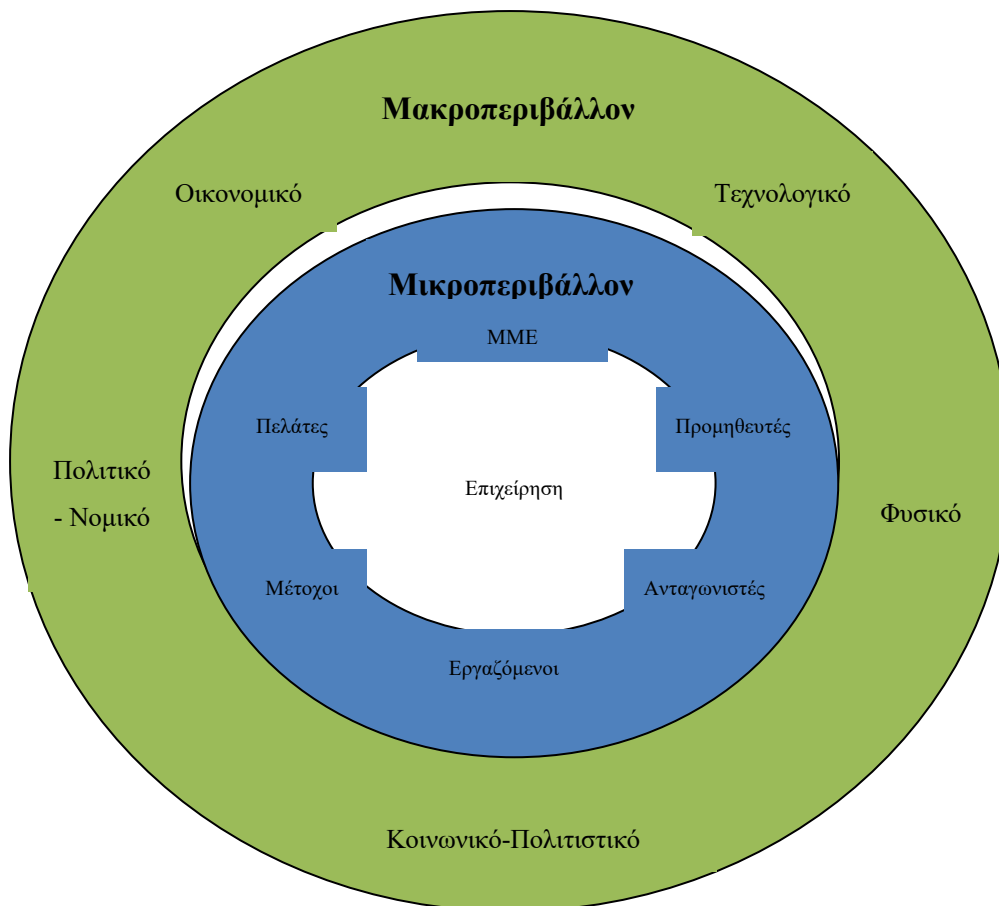 Μακροπεριβάλλον
Οικονομικό
Τεχνολογικό
Μικροπεριβάλλον
ΜΜΕ
Πελάτες
Προμηθευτές
Πολιτικό
- Νομικό
Επιχείρηση
Φυσικό
Μέτοχοι
Ανταγωνιστές
Εργαζόμενοι
Κοινωνικό-Πολιτιστικό